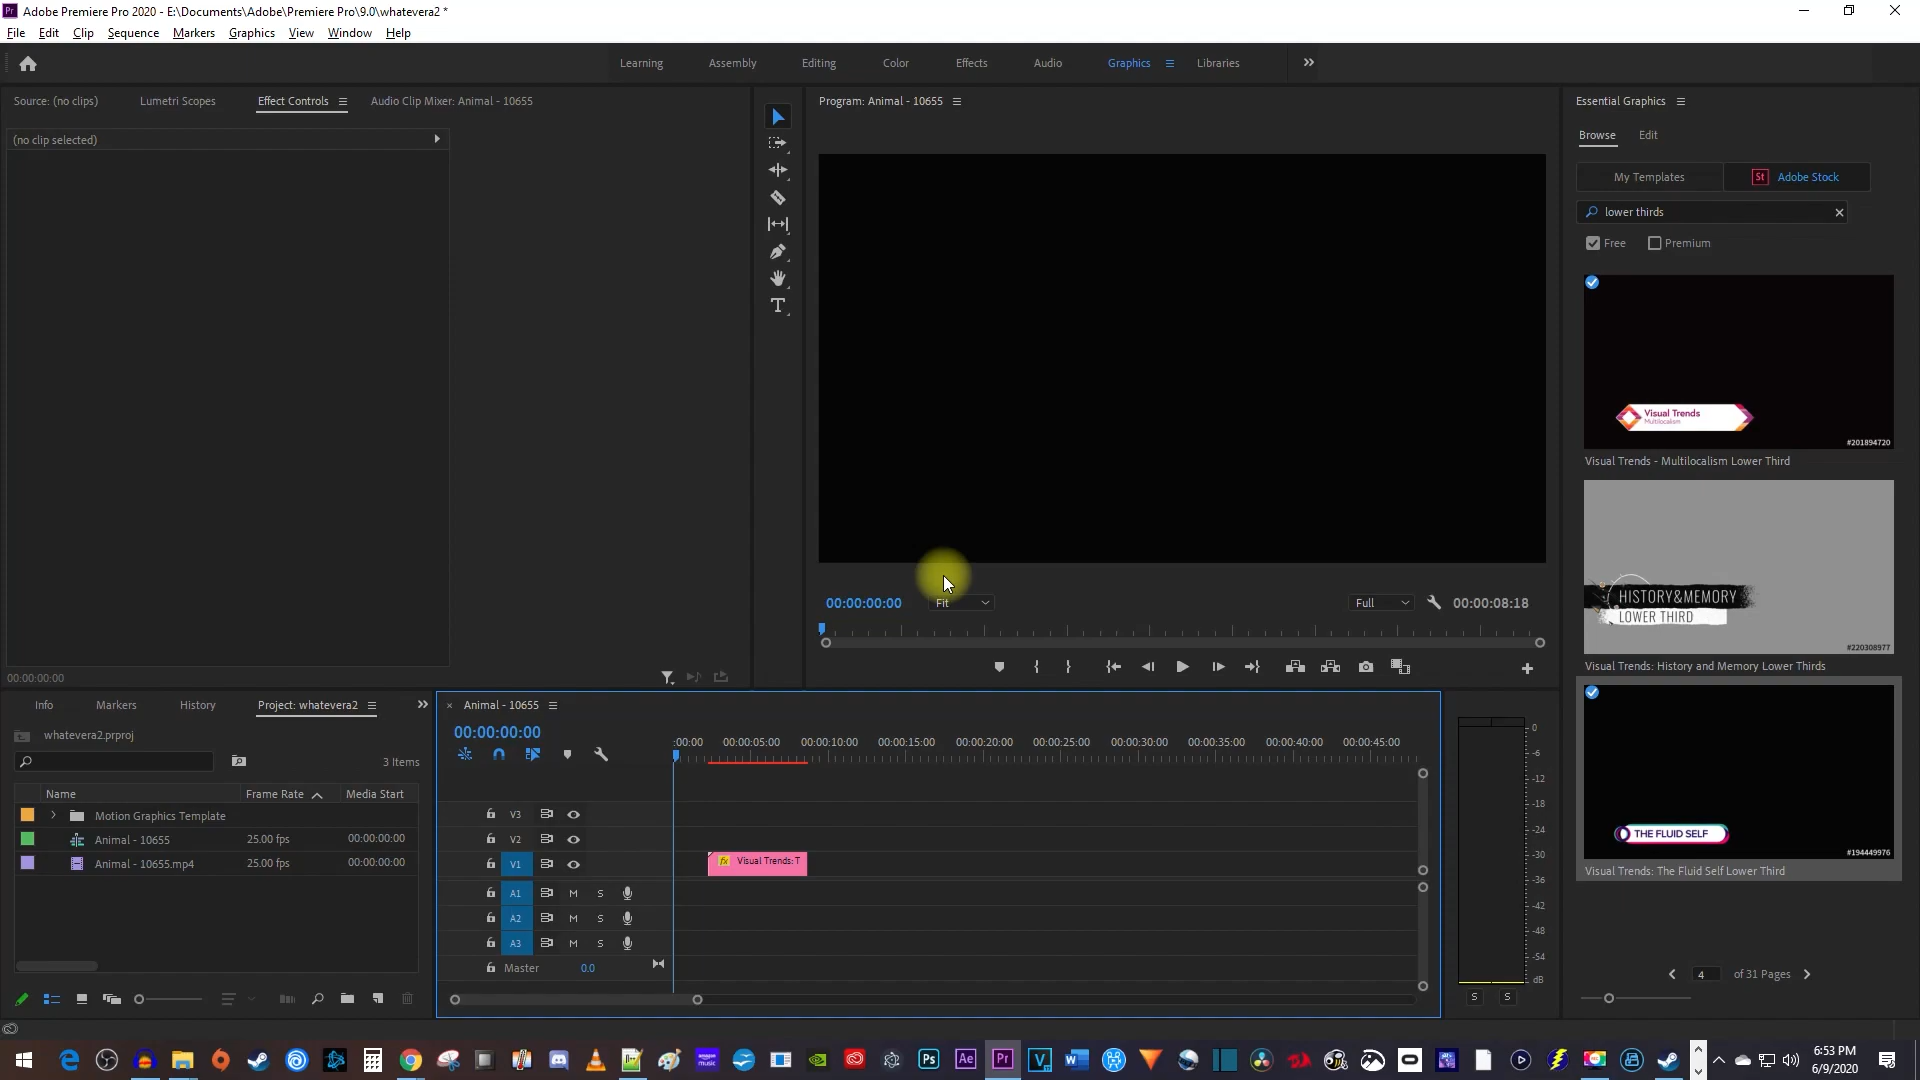 Adobe Premiere Pro 2020 - E:\Documents\Adobe\Premiere Pro\9.0\whatevera2 *
File Edit Clip Sequence Markers Graphics View Window Help
Learning Assembly Editing Color Effects Audio Graphics Libraries
Source: (no clips) Lumetri Scopes Effect Controls Audio Clip Mixer: Animal - 10655
(no clip selected)
00:00:00:00
Program: Animal - 10655
00:00:00:00 Fit Full 00:00:08:18
Essential Graphics
Browse Edit
My Templates St Adobe Stock
lower thirds
Free Premium
Visual Trends
Multilocalism
#201894720
Visual Trends - Multilocalism Lower Third
HISTORY&MEMORY
LOWER THIRD
#220308977
Visual Trends: History and Memory Lower Thirds
THE FLUID SELF
#194449976
Visual Trends: The Fluid Self Lower Third
4 of 31 Pages
Info Markers History Project: whatevera2
whatevera2.prproj
3 Items
Name Frame Rate Media Start
Motion Graphics Template
Animal - 10655 25.00 fps 00:00:00:00
Animal - 10655.mp4 25.00 fps 00:00:00:00
Animal - 10655
00:00:00:00
:00:00 00:00:05:00 00:00:10:00 00:00:15:00 00:00:20:00 00:00:25:00 00:00:30:00 00:00:35:00 00:00:40:00 00:00:45:00
V3
V2
V1 fx Visual Trends: T
A1 M S
A2 M S
A3 M S
Master 0.0
0
-6
-12
-18
-24
-30
-36
-42
-48
-54
dB
S S
Ps Ae Pr V
6:53 PM
6/9/2020